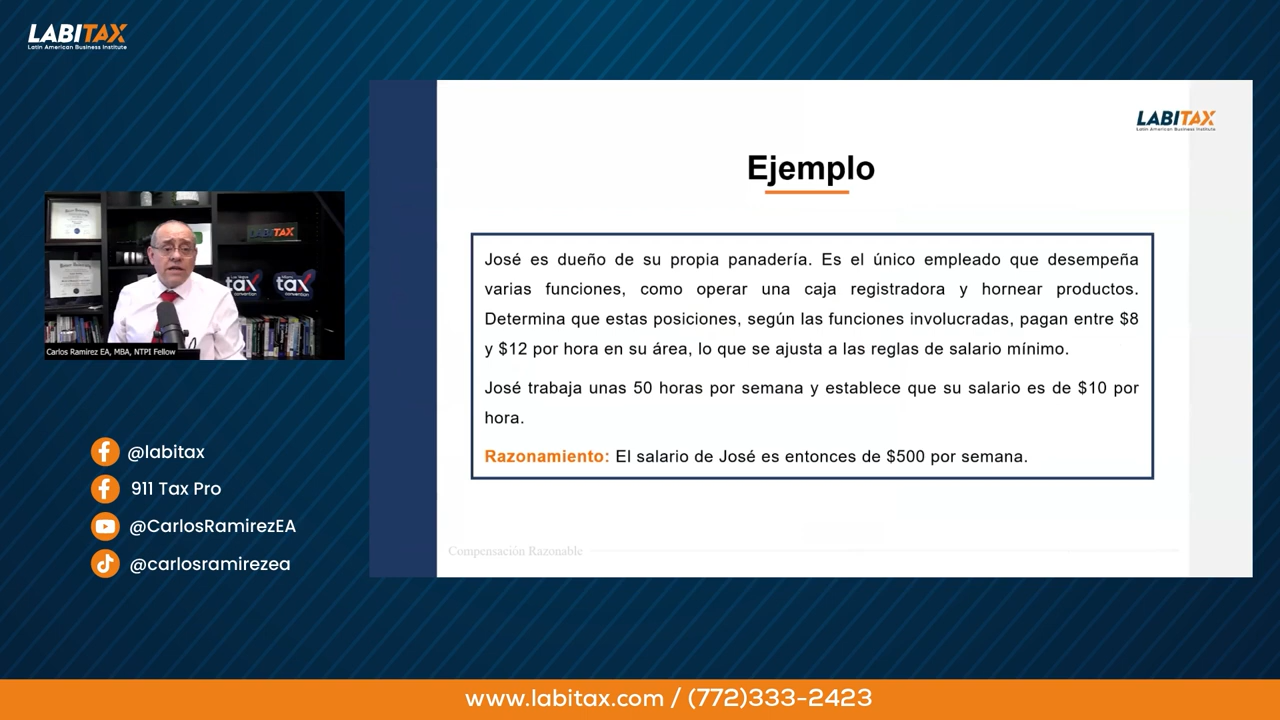 LABITAX
Latin American Business Institute
LABITAX
Latin American Business Institute
Ejemplo
José es dueño de su propia panadería. Es el único empleado que desempeña
varias funciones, como operar una caja registradora y hornear productos.
Determina que estas posiciones, según las funciones involucradas, pagan entre $8
y $12 por hora en su área, lo que se ajusta a las reglas de salario mínimo.
José trabaja unas 50 horas por semana y establece que su salario es de $10 por
hora.
Razonamiento: El salario de José es entonces de $500 por semana.
Compensación Razonable
LABITAX
tax
convention
tax
convention
Carlos Ramirez EA, MBA, NTPI Fellow
@labitax
911 Tax Pro
@CarlosRamirezEA
@carlosramirezea
www.labitax.com / (772)333-2423